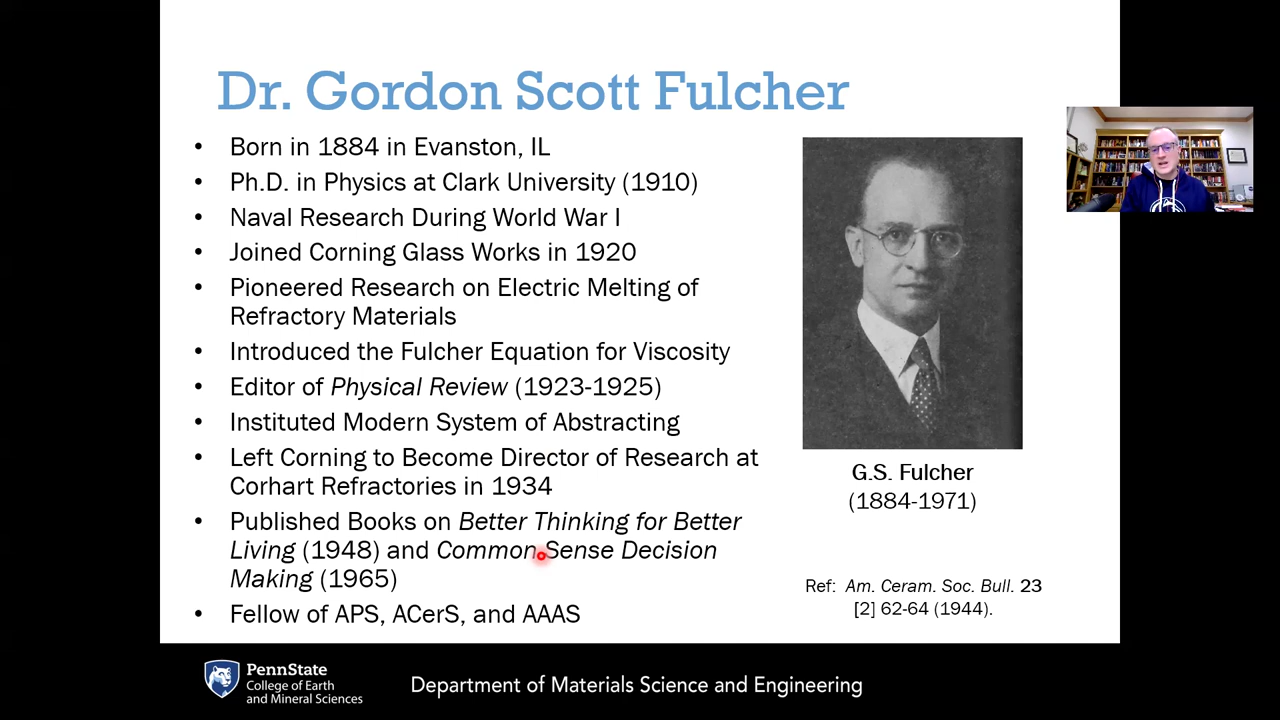 Dr. Gordon Scott Fulcher
• Born in 1884 in Evanston, IL
• Ph.D. in Physics at Clark University (1910)
• Naval Research During World War I
• Joined Corning Glass Works in 1920
• Pioneered Research on Electric Melting of
Refractory Materials
• Introduced the Fulcher Equation for Viscosity
• Editor of Physical Review (1923-1925)
• Instituted Modern System of Abstracting
• Left Corning to Become Director of Research at
Corhart Refractories in 1934
• Published Books on Better Thinking for Better
Living (1948) and Common Sense Decision
Making (1965)
• Fellow of APS, ACerS, and AAAS
G.S. Fulcher
(1884-1971)
Ref: Am. Ceram. Soc. Bull. 23
[2] 62-64 (1944).
PennState
College of Earth
and Mineral Sciences
Department of Materials Science and Engineering